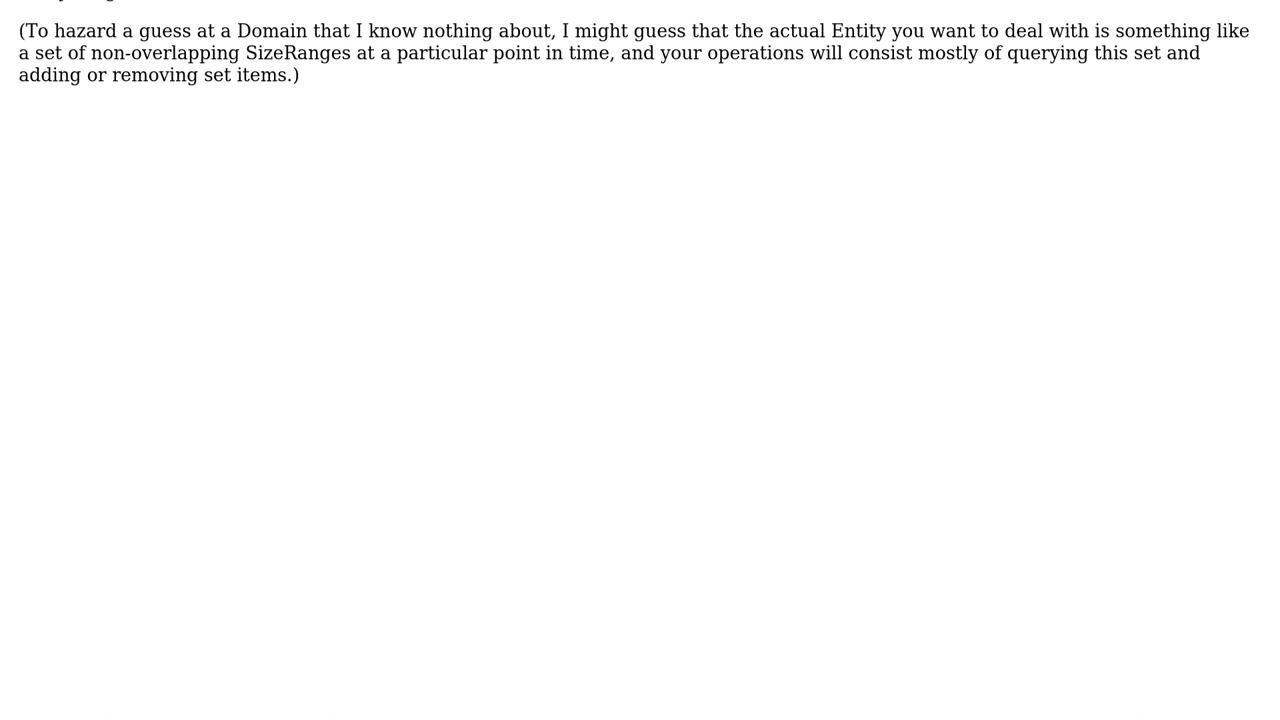 (To hazard a guess at a Domain that I know nothing about, I might guess that the actual Entity you want to deal with is something like
a set of non-overlapping SizeRanges at a particular point in time, and your operations will consist mostly of querying this set and
adding or removing set items.)